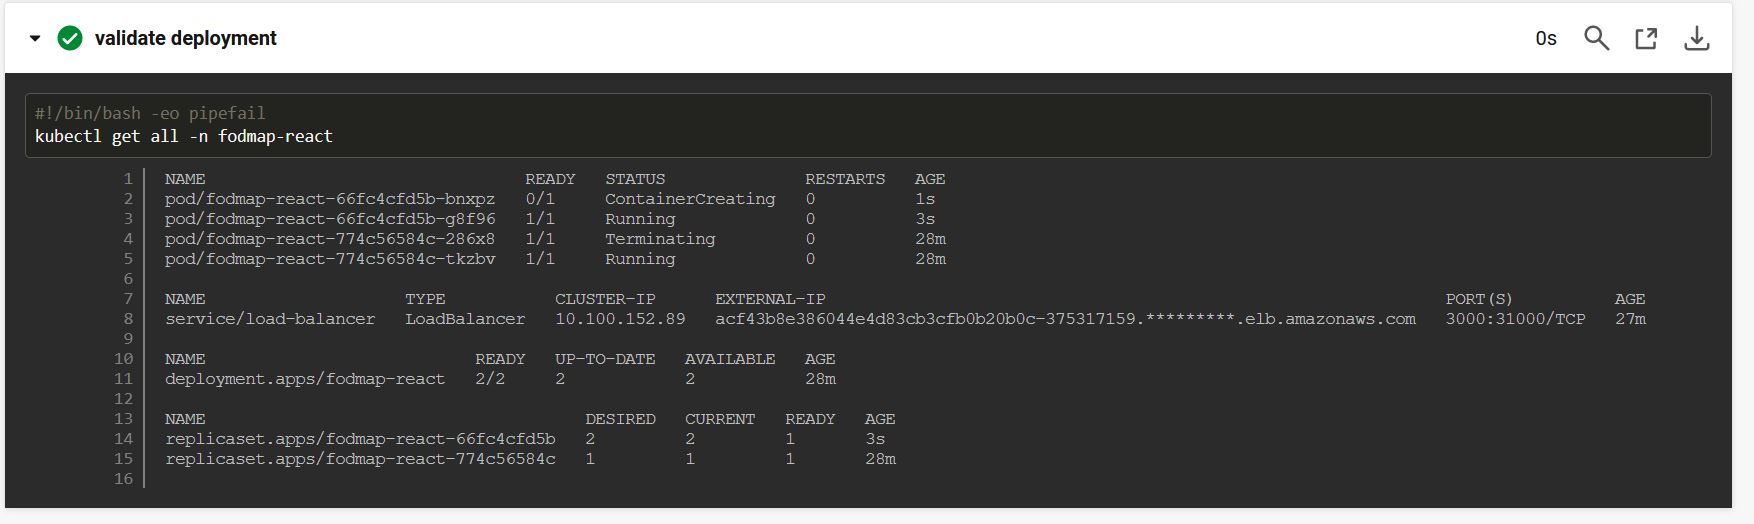 validate deployment 0s
#!/bin/bash -eo pipefail
kubectl get all -n fodmap-react
1 NAME READY STATUS RESTARTS AGE
2 pod/fodmap-react-66fc4cfd5b-bnxpz 0/1 ContainerCreating 0 1s
3 pod/fodmap-react-66fc4cfd5b-g8f96 1/1 Running 0 3s
4 pod/fodmap-react-774c56584c-286x8 1/1 Terminating 0 28m
5 pod/fodmap-react-774c56584c-tkzbv 1/1 Running 0 28m
6
7 NAME TYPE CLUSTER-IP EXTERNAL-IP PORT(S) AGE
8 service/load-balancer LoadBalancer 10.100.152.89 acf43b8e386044e4d83cb3cfb0b20b0c-375317159.*********.elb.amazonaws.com 3000:31000/TCP 27m
9
10 NAME READY UP-TO-DATE AVAILABLE AGE
11 deployment.apps/fodmap-react 2/2 2 2 28m
12
13 NAME DESIRED CURRENT READY AGE
14 replicaset.apps/fodmap-react-66fc4cfd5b 2 2 1 3s
15 replicaset.apps/fodmap-react-774c56584c 1 1 1 28m
16